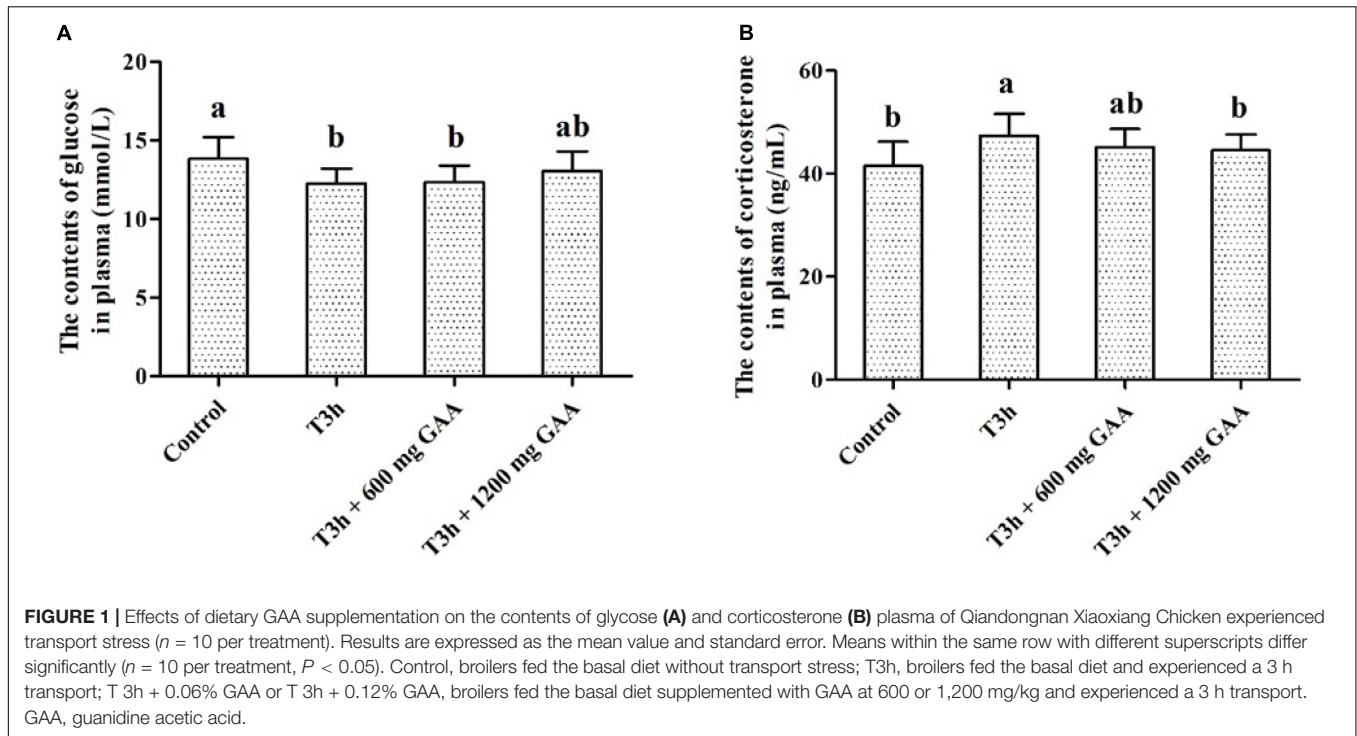 A
The contents of glucose
in plasma (mmol/L)
20
15
10
5
0
a
b
b
ab
Control
T3h
T3h + 600 mg GAA
T3h + 1200 mg GAA
B
The contents of corticosterone
in plasma (ng/mL)
60
40
20
0
b
a
ab
b
Control
T3h
T3h + 600 mg GAA
T3h + 1200 mg GAA
FIGURE 1 | Effects of dietary GAA supplementation on the contents of glycose (A) and corticosterone (B) plasma of Qiandongnan Xiaoxiang Chicken experienced
transport stress (n = 10 per treatment). Results are expressed as the mean value and standard error. Means within the same row with different superscripts differ
significantly (n = 10 per treatment, P < 0.05). Control, broilers fed the basal diet without transport stress; T3h, broilers fed the basal diet and experienced a 3 h
transport; T 3h + 0.06% GAA or T 3h + 0.12% GAA, broilers fed the basal diet supplemented with GAA at 600 or 1,200 mg/kg and experienced a 3 h transport.
GAA, guanidine acetic acid.